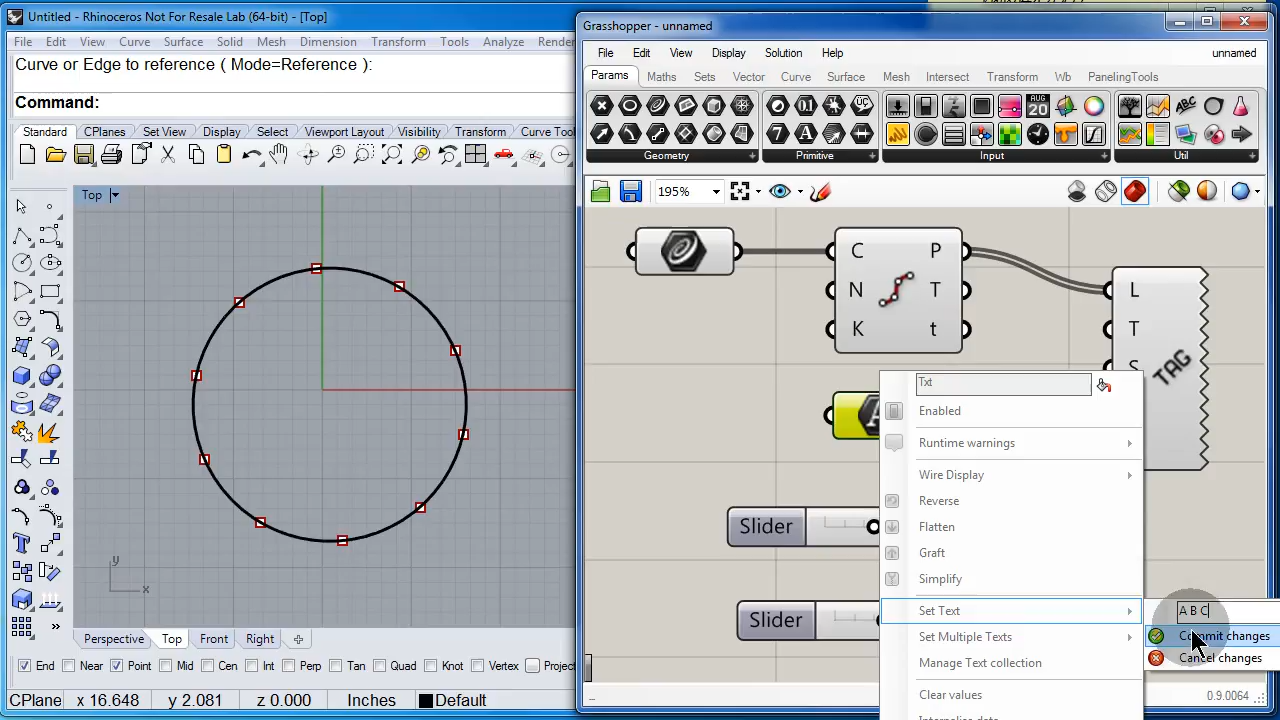 Untitled - Rhinoceros Not For Resale Lab (64-bit) - [Top]
File Edit View Curve Surface Solid Mesh Dimension Transform Tools Analyze Render
Curve or Edge to reference ( Mode=Reference ):
Command:
Standard CPlanes Set View Display Select Viewport Layout Visibility Transform Curve Tools
Top
y
x
Perspective Top Front Right
End Near Point Mid Cen Int Perp Tan Quad Knot Vertex Project
CPlane x 16.648 y 2.081 z 0.000 Inches Default
Grasshopper - unnamed
File Edit View Display Solution Help unnamed
Params Maths Sets Vector Curve Surface Mesh Intersect Transform Wb PanelingTools
AUG
20
ABC
Geometry Primitive Input Util
195%
C P
N T
K t
L
T
S
TAG
Slider
Slider
Txt
Enabled
Runtime warnings
Wire Display
Reverse
Flatten
Graft
Simplify
Set Text
Set Multiple Texts
Manage Text collection
Clear values
Internalise data
A B C
Commit changes
Cancel changes
0.9.0064